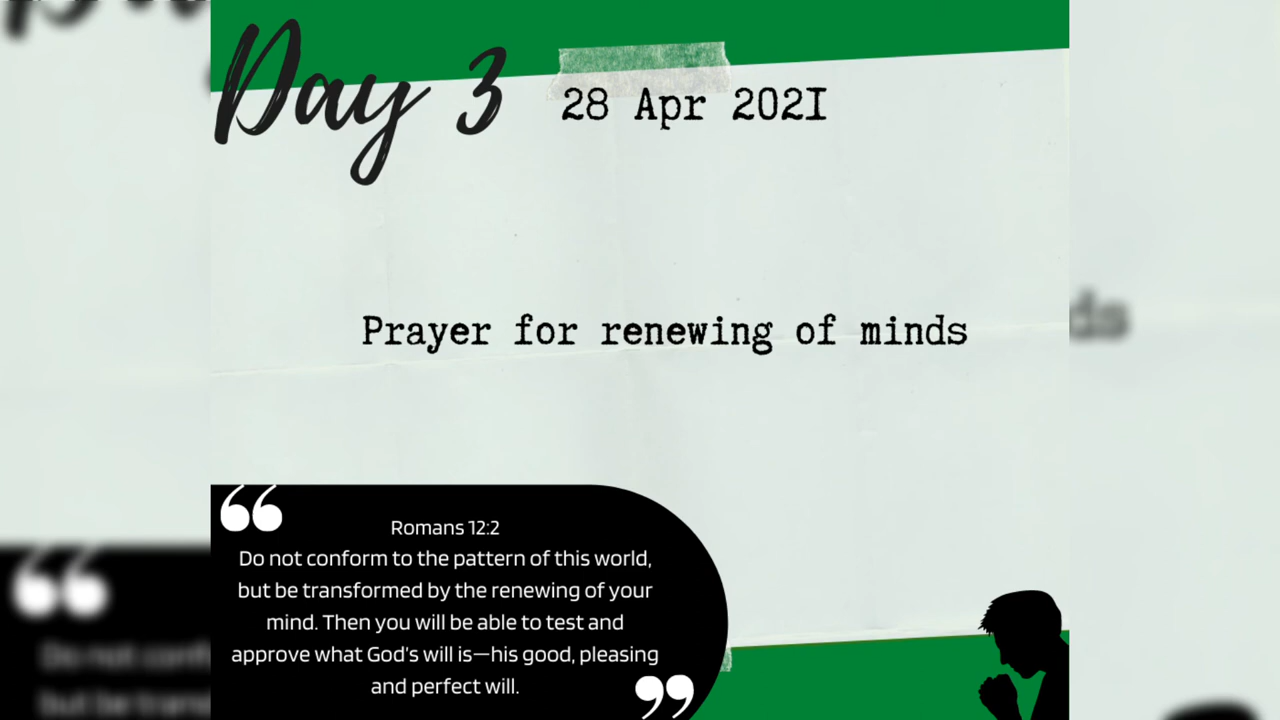 Day 3
28 Apr 2021
Prayer for renewing of minds
Romans 12:2
Do not conform to the pattern of this world,
but be transformed by the renewing of your
mind. Then you will be able to test and
approve what God's will is—his good, pleasing
and perfect will.